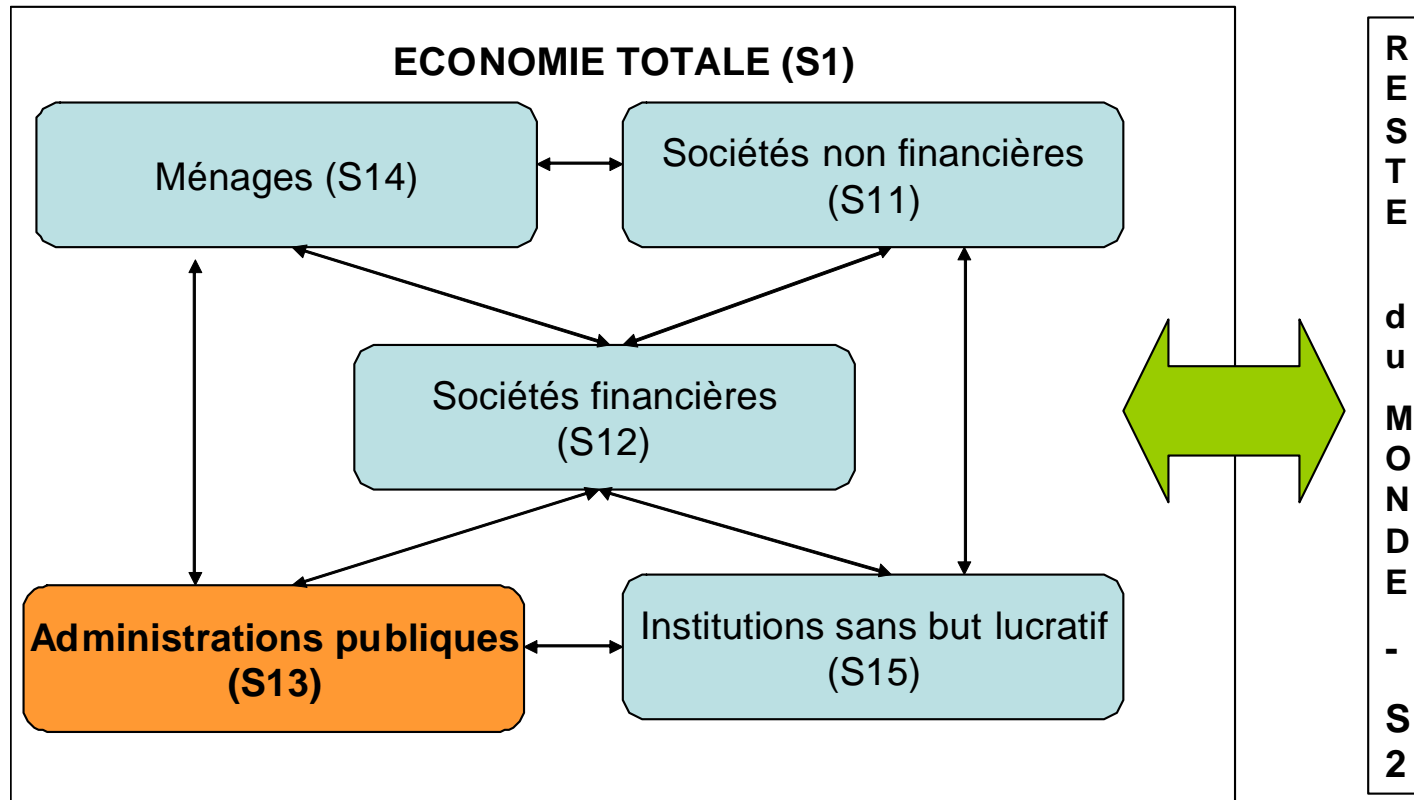 ECONOMIE TOTALE (S1)
Ménages (S14)
Sociétés non financières
(S11)
Sociétés financières
(S12)
Administrations publiques
(S13)
Institutions sans but lucratif
(S15)
R
E
S
T
E
d
u
M
O
N
D
E
-
S
2